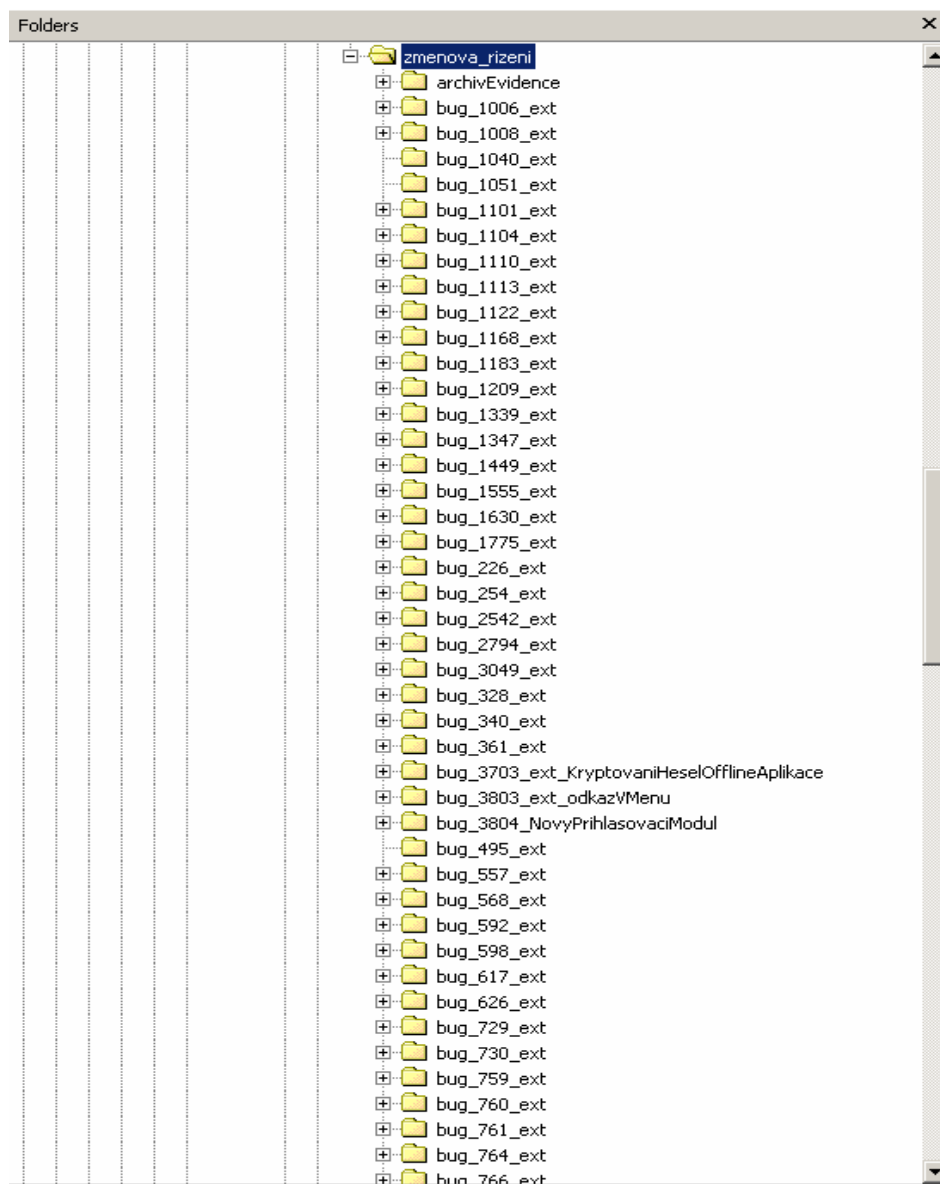 Folders
zmenova_rizeni
archivEvidence
bug_1006_ext
bug_1008_ext
bug_1040_ext
bug_1051_ext
bug_1101_ext
bug_1104_ext
bug_1110_ext
bug_1113_ext
bug_1122_ext
bug_1168_ext
bug_1183_ext
bug_1209_ext
bug_1339_ext
bug_1347_ext
bug_1449_ext
bug_1555_ext
bug_1630_ext
bug_1775_ext
bug_226_ext
bug_254_ext
bug_2542_ext
bug_2794_ext
bug_3049_ext
bug_328_ext
bug_340_ext
bug_361_ext
bug_3703_ext_KryptovaniHeselOfflineAplikace
bug_3803_ext_odkazVMenu
bug_3804_NovyPrihlasovaciModul
bug_495_ext
bug_557_ext
bug_568_ext
bug_592_ext
bug_598_ext
bug_617_ext
bug_626_ext
bug_729_ext
bug_730_ext
bug_759_ext
bug_760_ext
bug_761_ext
bug_764_ext
bug_766_ext